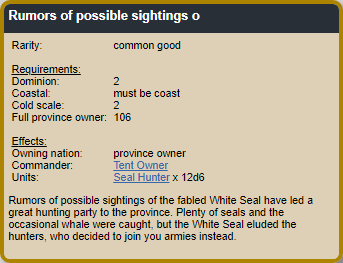 Rumors of possible sightings o
Rarity: common good
Requirements:
Dominion: 2
Coastal: must be coast
Cold scale: 2
Full province owner: 106
Effects:
Owning nation: province owner
Commander: Tent Owner
Units: Seal Hunter x 12d6
Rumors of possible sightings of the fabled White Seal have led a
great hunting party to the province. Plenty of seals and the
occasional whale were caught, but the White Seal eluded the
hunters, who decided to join you armies instead.